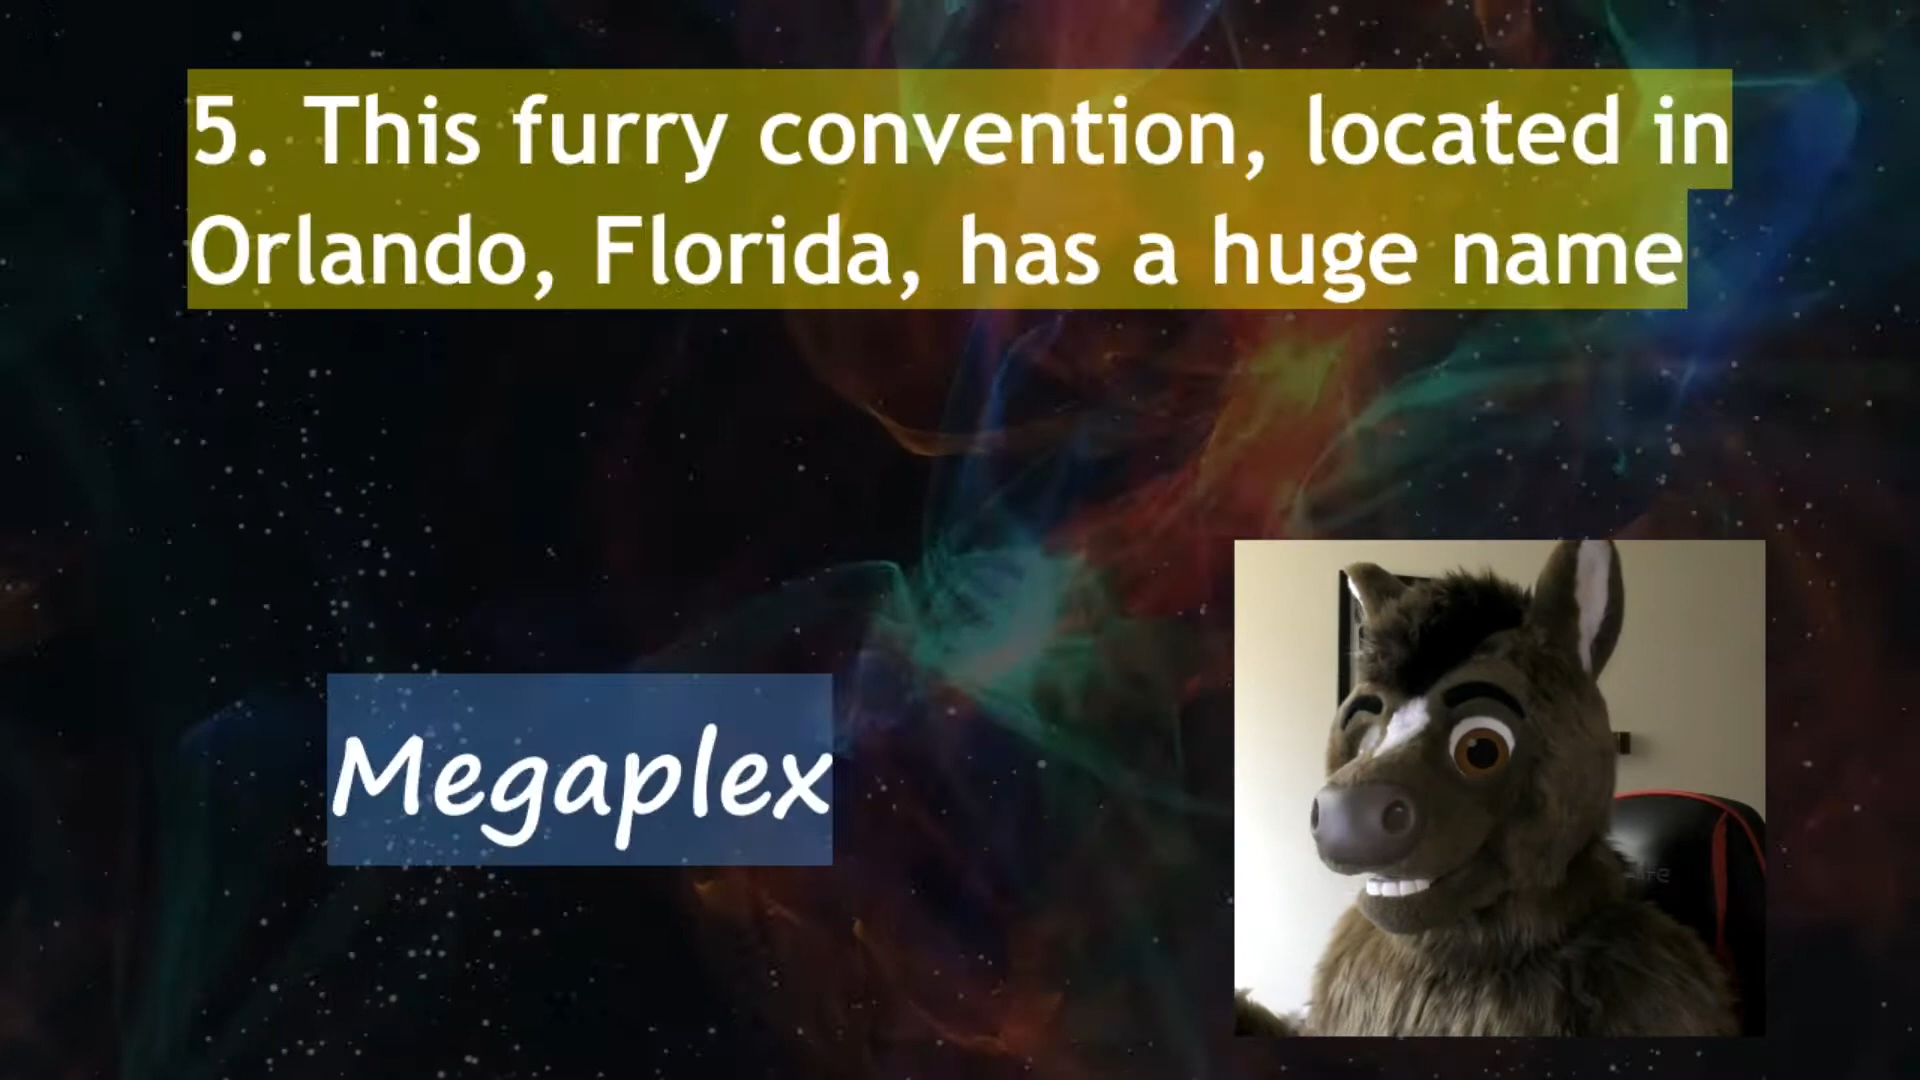 5. This furry convention, located in
Orlando, Florida, has a huge name
Megaplex